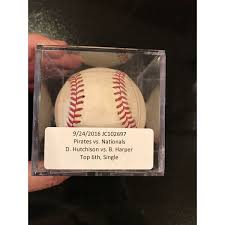 9/24/2016 JC102697
Pirates vs. Nationals
D. Hutchison vs. B. Harper
Top 6th, Single